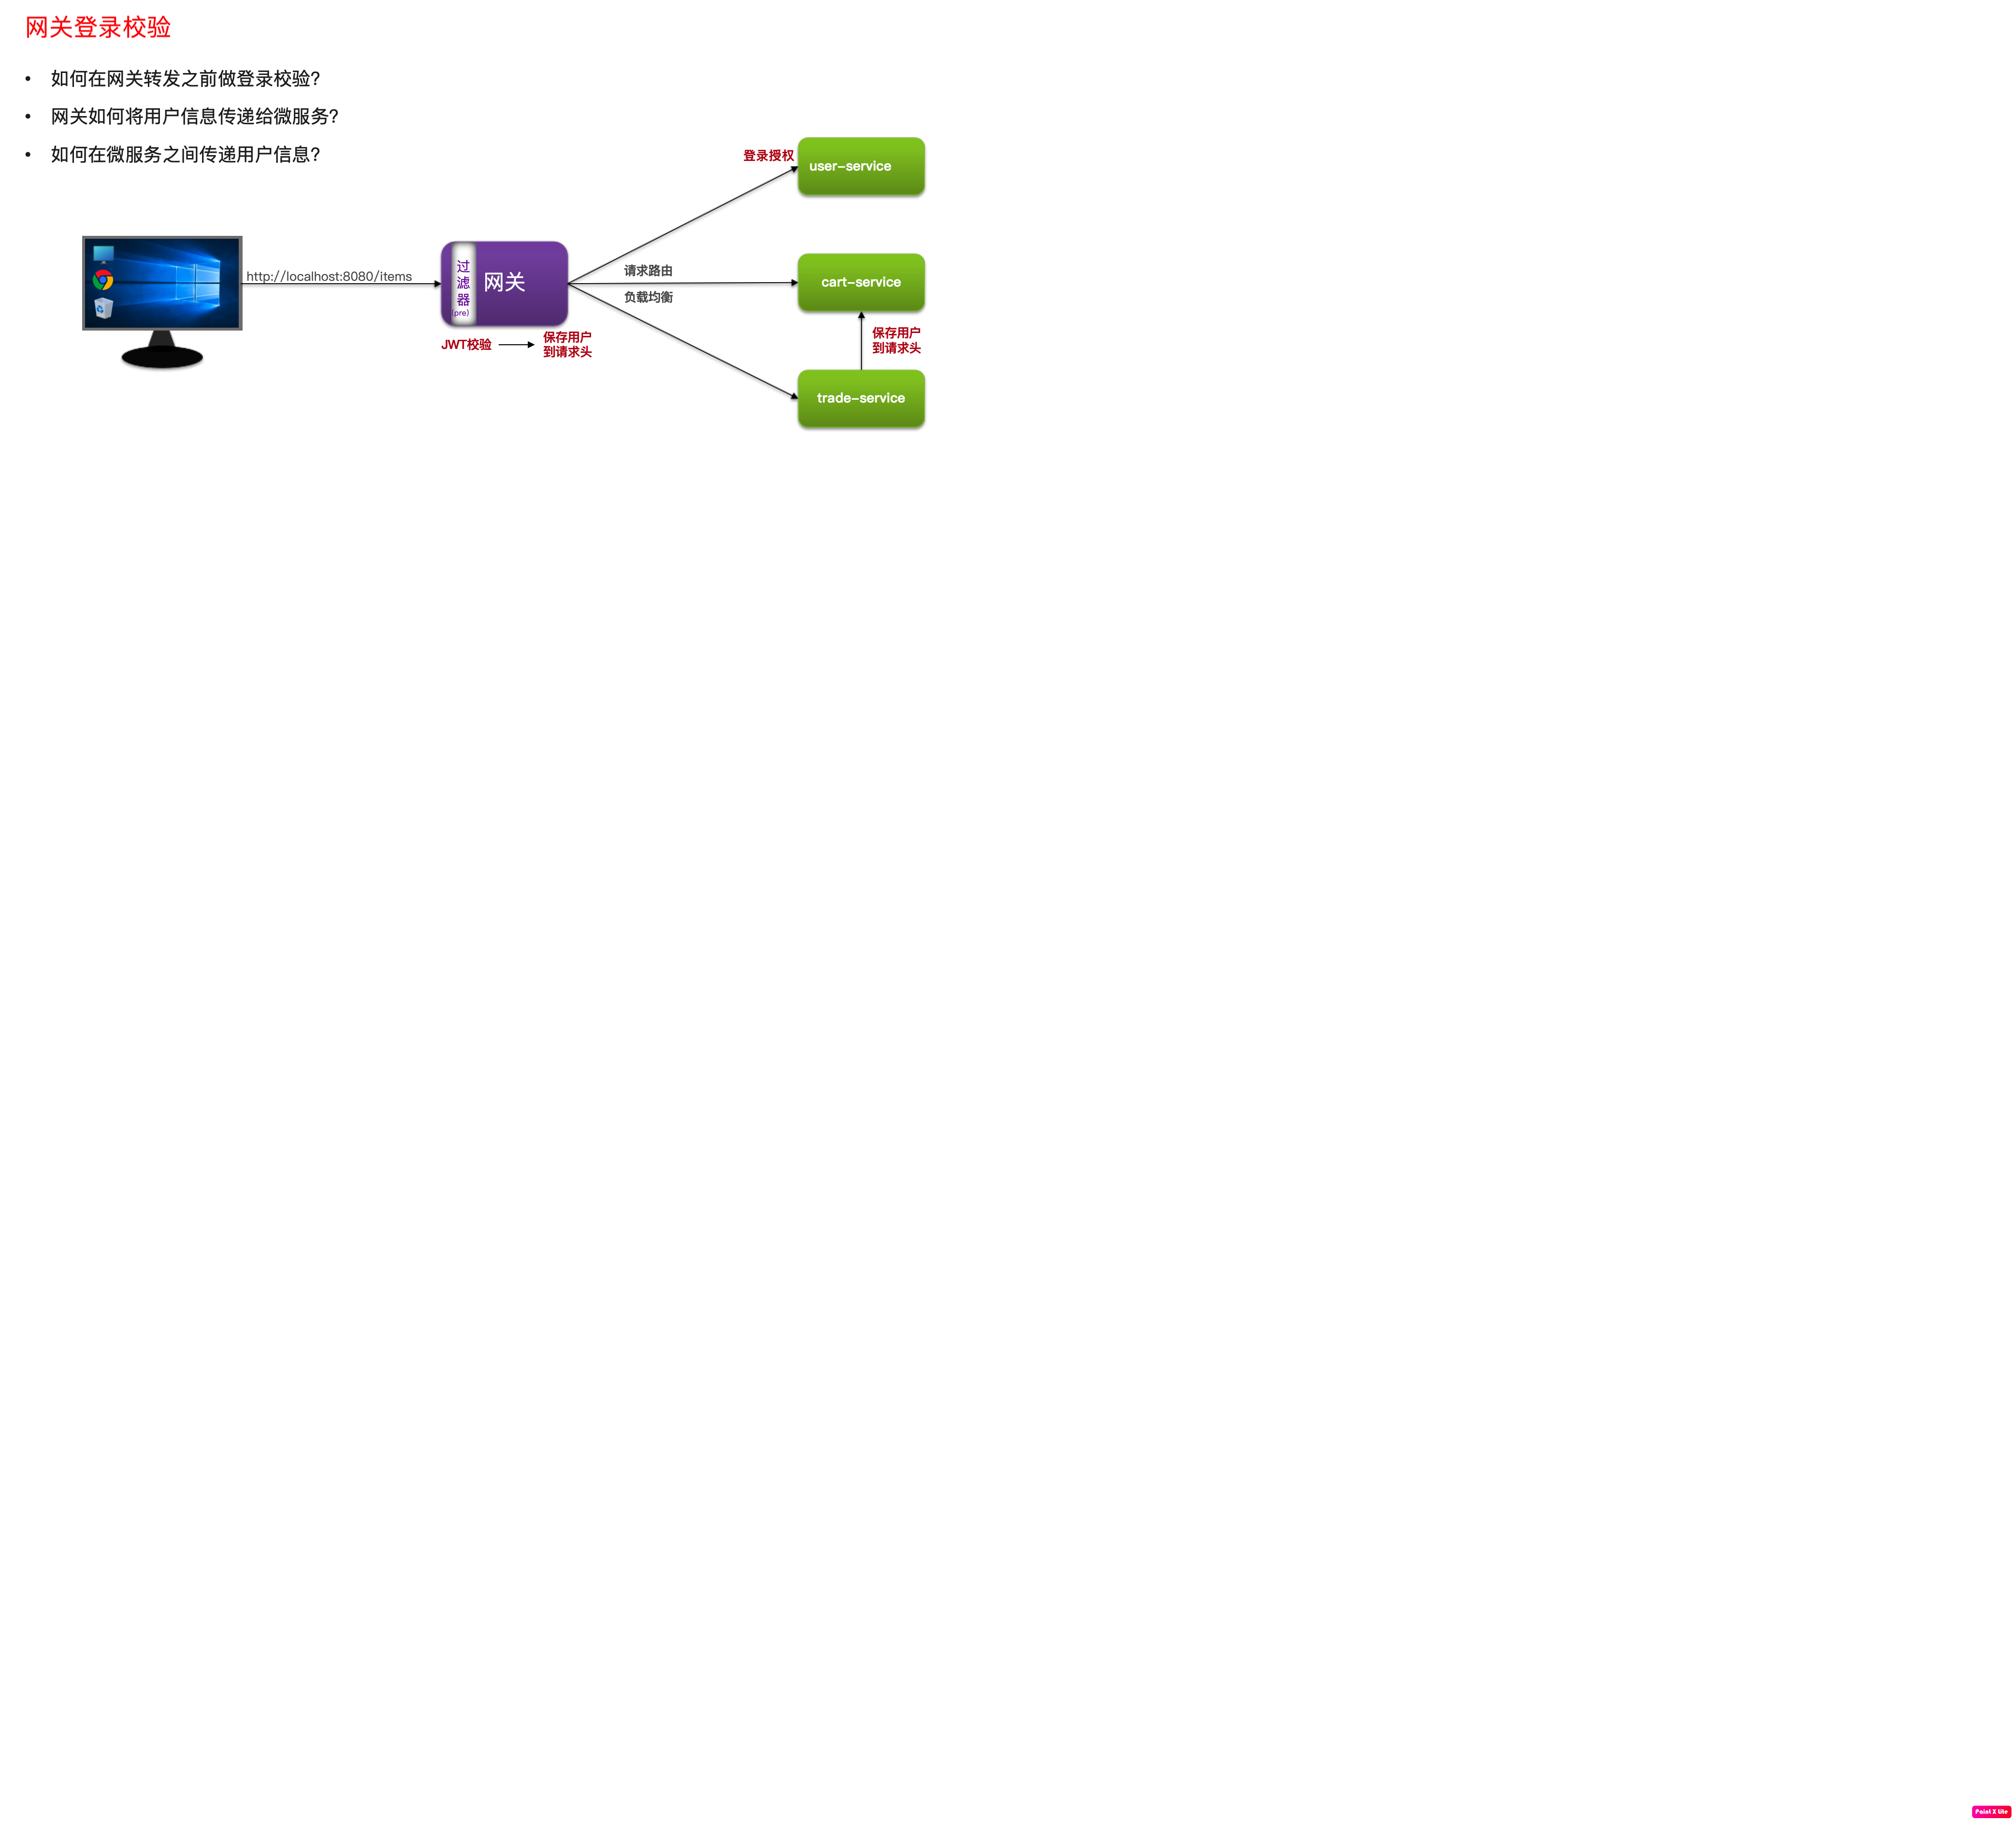 网关登录校验
• 如何在网关转发之前做登录校验?
• 网关如何将用户信息传递给微服务?
• 如何在微服务之间传递用户信息?
登录授权
user-service
http://localhost:8080/items
过
滤
器
(pre)
网关
请求路由
负载均衡
cart-service
JWT校验
保存用户
到请求头
保存用户
到请求头
trade-service
Paint X Lite